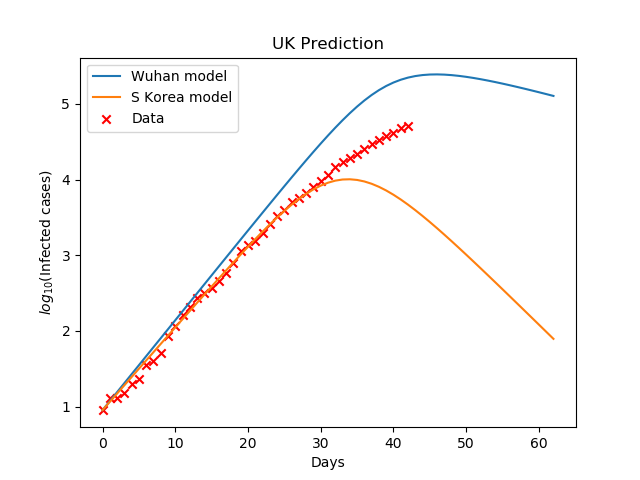 UK Prediction
Wuhan model
S Korea model
Data
5
4
3
2
1
log10(Infected cases)
0 10 20 30 40 50 60
Days